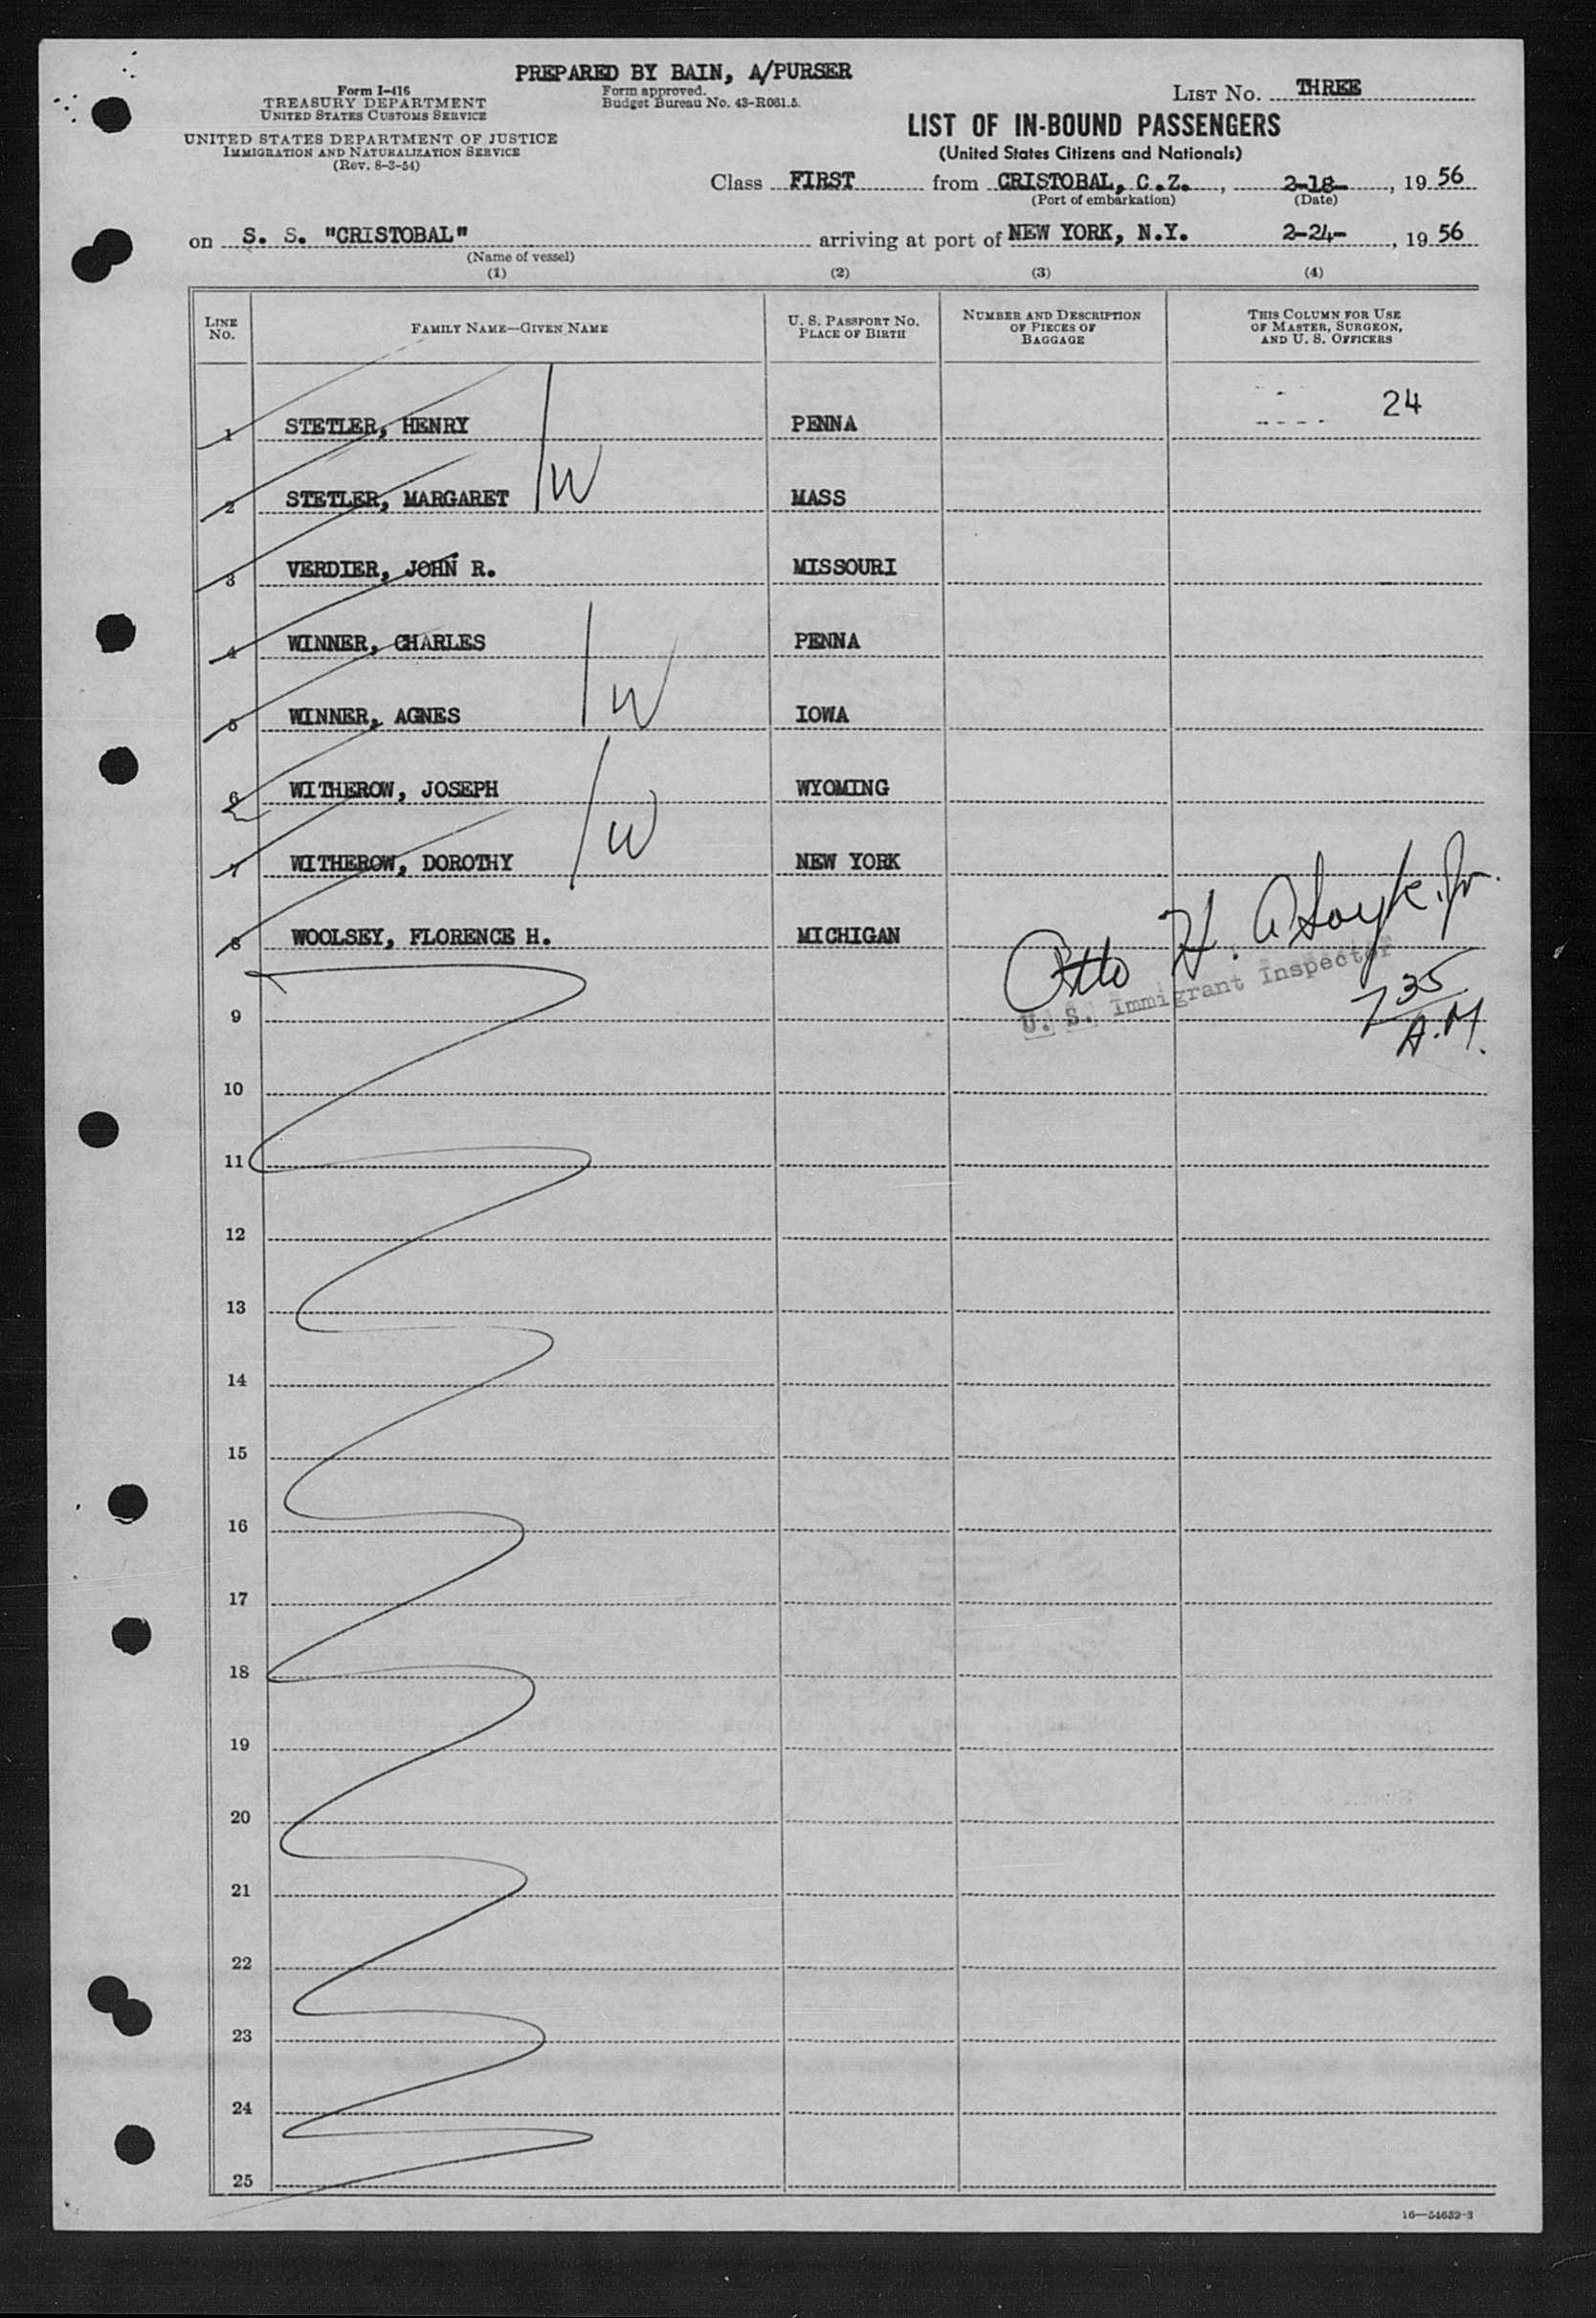 PREPARED BY BAIN, A/PURSER
Form I-416
TREASURY DEPARTMENT
UNITED STATES CUSTOMS SERVICE
UNITED STATES DEPARTMENT OF JUSTICE
IMMIGRATION AND NATURALIZATION SERVICE
(Rev. 8-3-54)
Form approved.
Budget Bureau No. 43-R061.5.
LIST No. THREE
LIST OF IN-BOUND PASSENGERS
(United States Citizens and Nationals)
Class FIRST from CRISTOBAL, C.Z., 2-18-, 1956
(Port of embarkation) (Date)
on S. S. "CRISTOBAL" arriving at port of NEW YORK, N.Y. 2-24-, 1956
(Name of vessel)
(1) (2) (3) (4)
LINE No.
FAMILY NAME—GIVEN NAME
U. S. PASSPORT NO.
PLACE OF BIRTH
NUMBER AND DESCRIPTION
OF PIECES OF
BAGGAGE
THIS COLUMN FOR USE
OF MASTER, SURGEON,
AND U. S. OFFICERS
24
1 STETLER, HENRY PENNA
2 STETLER, MARGARET W MASS
3 VERDIER, JOHN R. MISSOURI
4 WINNER, CHARLES PENNA
5 WINNER, AGNES W IOWA
6 WITHEROW, JOSEPH WYOMING
7 WITHEROW, DOROTHY W NEW YORK
8 WOOLSEY, FLORENCE H. MICHIGAN
Otto H. Jr.
U. S. Immigrant Inspector
7 35
A.M.
9
10
11
12
13
14
15
16
17
18
19
20
21
22
23
24
25
16—54652-3